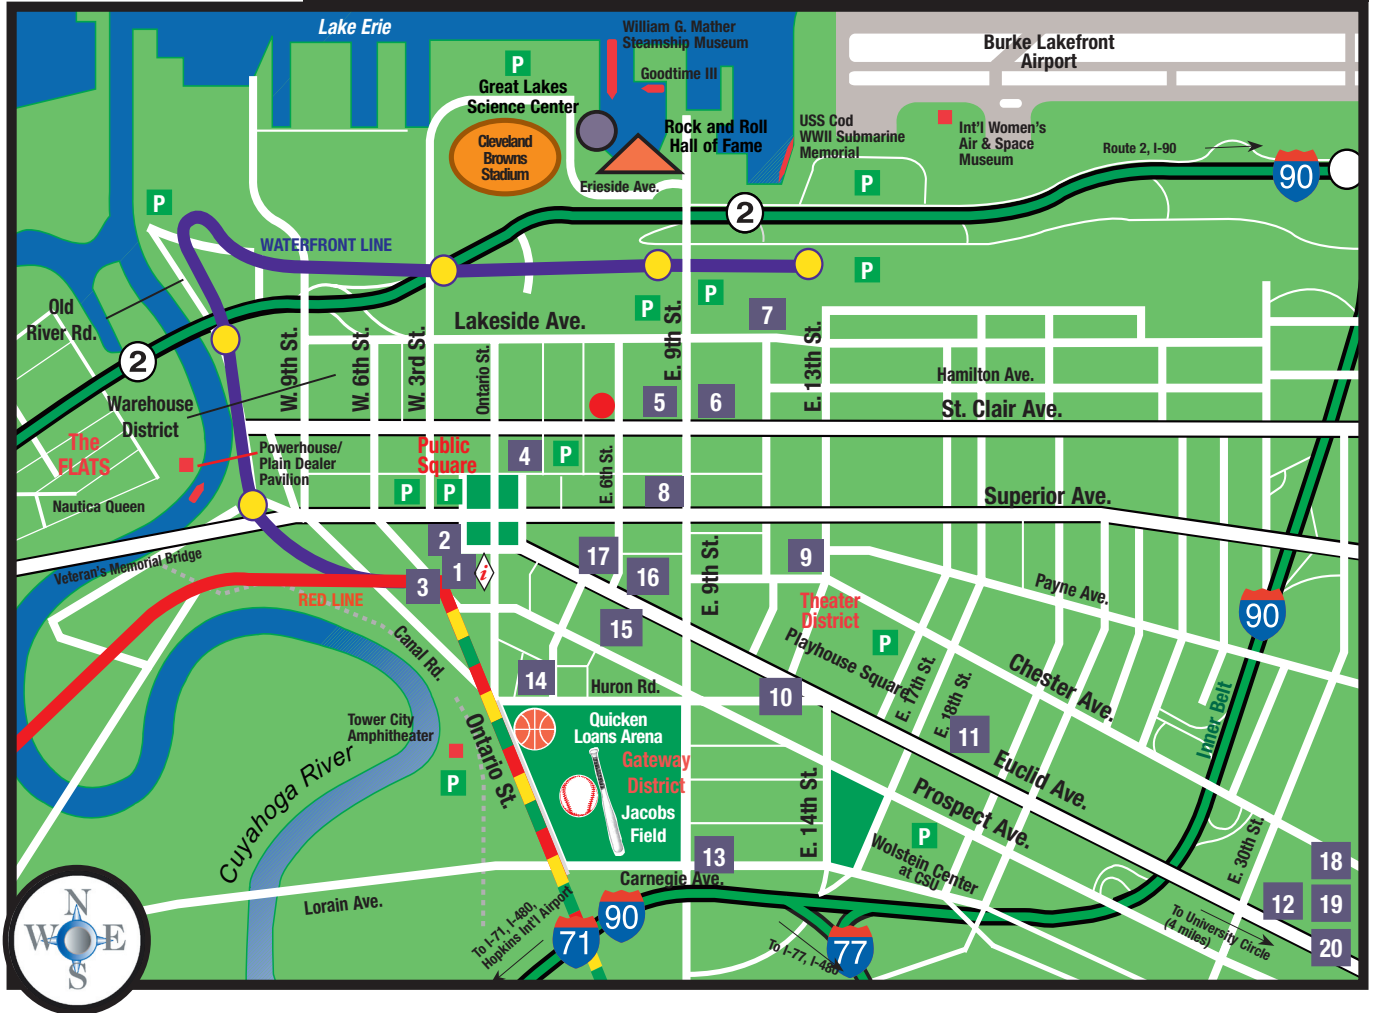 Lake Erie
William G. Mather
Steamship Museum
P
Goodtime III
Great Lakes
Science Center
Burke Lakefront
Airport
Cleveland
Browns
Stadium
Rock and Roll
Hall of Fame
Erieside Ave.
USS Cod
WWII Submarine
Memorial
Int'l Women's
Air & Space
Museum
Route 2, I-90
90
P
P
2
WATERFRONT LINE
P
P
P
7
Old
River Rd.
Lakeside Ave.
2
W. 9th St.
W. 6th St.
W. 3rd St.
Ontario St.
E. 9th St.
E. 13th St.
Hamilton Ave.
5
6
St. Clair Ave.
Warehouse
District
The
FLATS
Powerhouse/
Plain Dealer
Pavilion
Public
Square
4
P
E. 6th St.
P
P
8
Superior Ave.
Nautica Queen
Veteran's Memorial Bridge
2
1
i
3
17
16
15
E. 9th St.
9
Theater
District
Playhouse Square
P
Payne Ave.
90
RED LINE
Canal Rd.
14
Huron Rd.
10
E. 17th St.
E. 18th St.
11
Chester Ave.
Inner Belt
Tower City
Amphitheater
P
Ontario St.
Quicken
Loans Arena
Gateway
District
Jacobs
Field
E. 14th St.
Euclid Ave.
Prospect Ave.
Cuyahoga River
P
Wolstein Center
at CSU
E. 30th St.
13
Carnegie Ave.
18
12
19
20
Lorain Ave.
To I-71, I-480,
Hopkins Int'l Airport
71
90
To I-77, I-480
77
To University Circle
(4 miles)
N
W
E
S